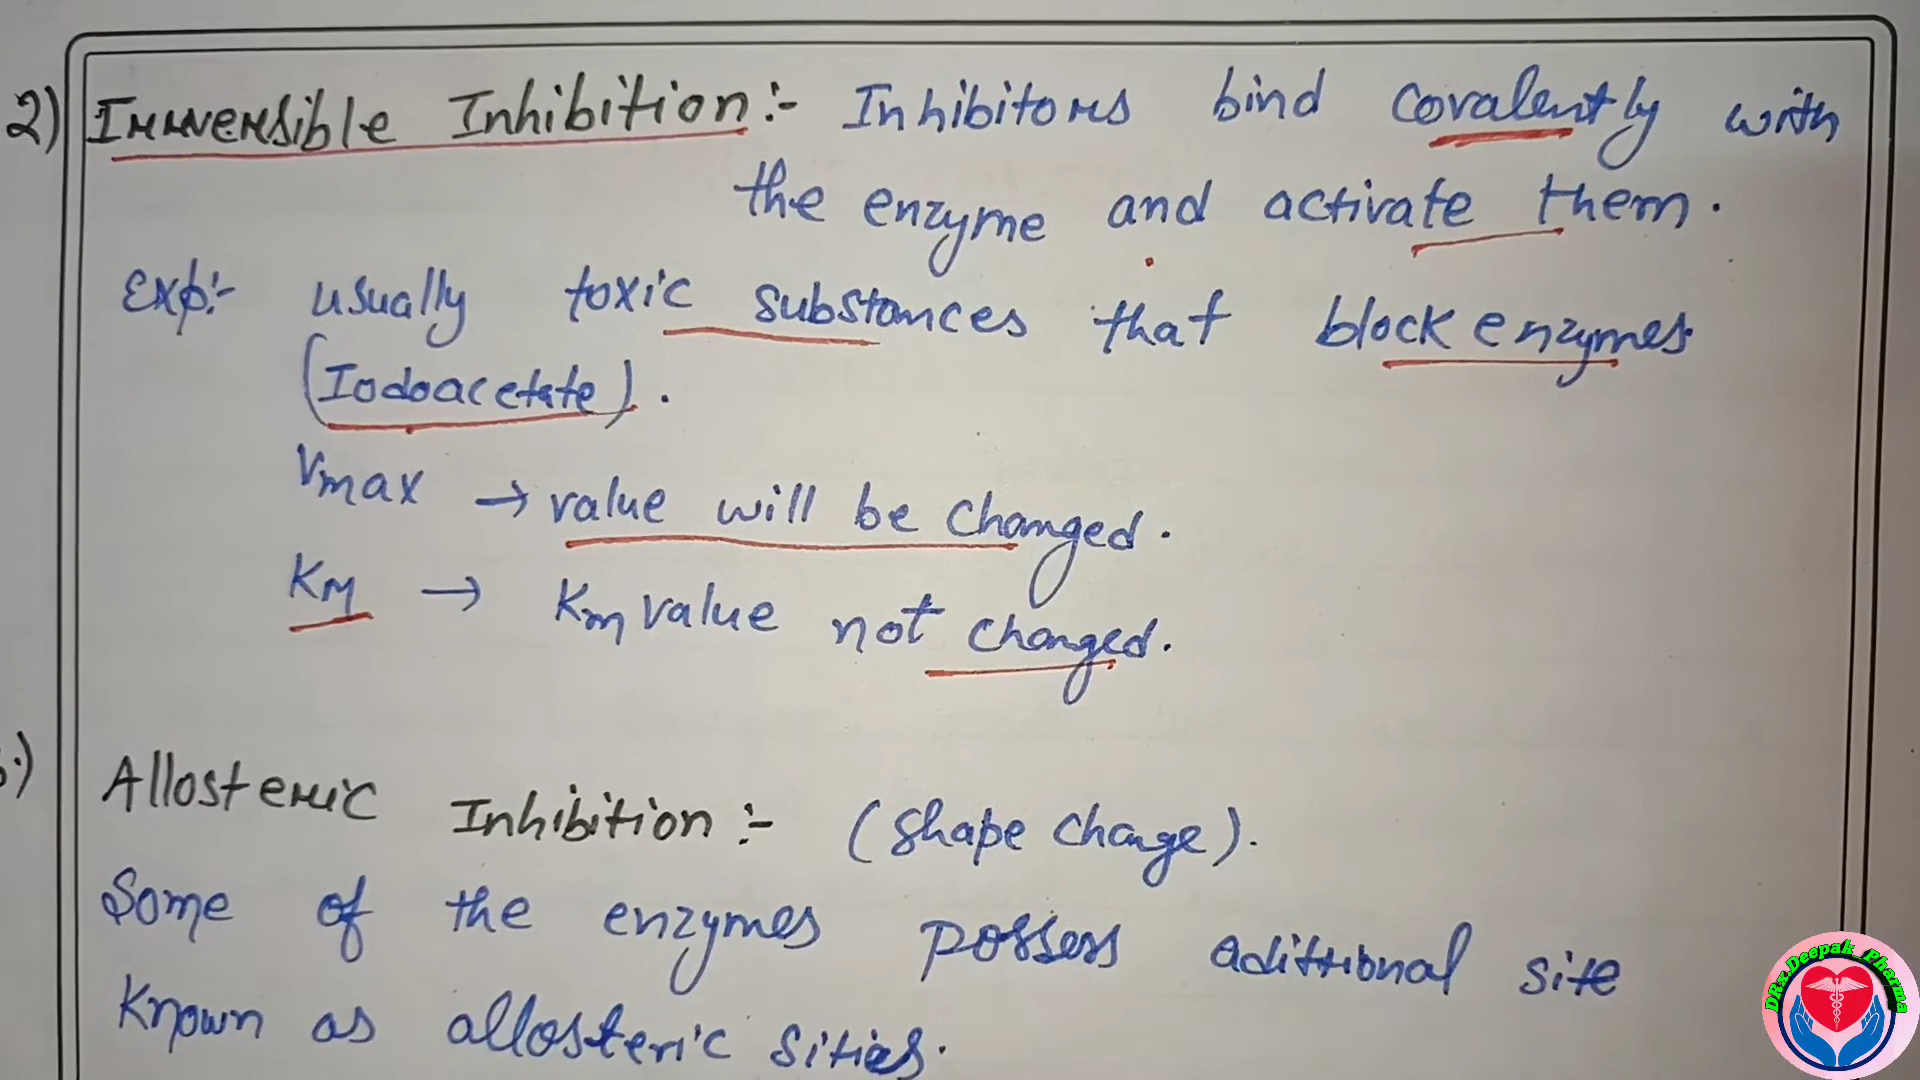 2) Irreversible Inhibition :- Inhibitors bind covalently with
the enzyme and activate them.
Exp:- usually toxic substances that block enzymes.
(Iodoacetate).
Vmax → value will be changed.
KM → Km value not changed.
Allosteric Inhibition :- (shape change).
Some of the enzymes possess aditional site
Known as allosteric sities.
DRx.Deepak_Pharma